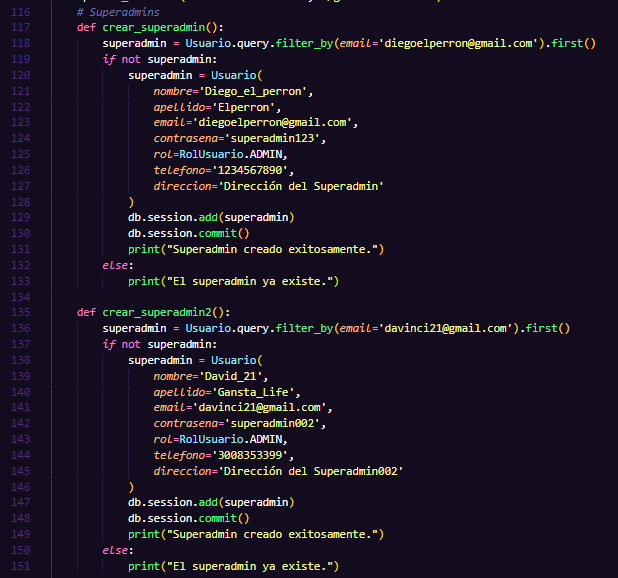 116 # Superadmins
117 def crear_superadmin():
118 superadmin = Usuario.query.filter_by(email='diegoelperron@gmail.com').first()
119 if not superadmin:
120 superadmin = Usuario(
121 nombre='Diego_el_perron',
122 apellido='Elperron',
123 email='diegoelperron@gmail.com',
124 contrasena='superadmin123',
125 rol=RolUsuario.ADMIN,
126 telefono='1234567890',
127 direccion='Dirección del Superadmin'
128 )
129 db.session.add(superadmin)
130 db.session.commit()
131 print("Superadmin creado exitosamente.")
132 else:
133 print("El superadmin ya existe.")
134
135 def crear_superadmin2():
136 superadmin = Usuario.query.filter_by(email='davinci21@gmail.com').first()
137 if not superadmin:
138 superadmin = Usuario(
139 nombre='David_21',
140 apellido='Gansta_Life',
141 email='davinci21@gmail.com',
142 contrasena='superadmin002',
143 rol=RolUsuario.ADMIN,
144 telefono='3008353399',
145 direccion='Dirección del Superadmin002'
146 )
147 db.session.add(superadmin)
148 db.session.commit()
149 print("Superadmin creado exitosamente.")
150 else:
151 print("El superadmin ya existe.")